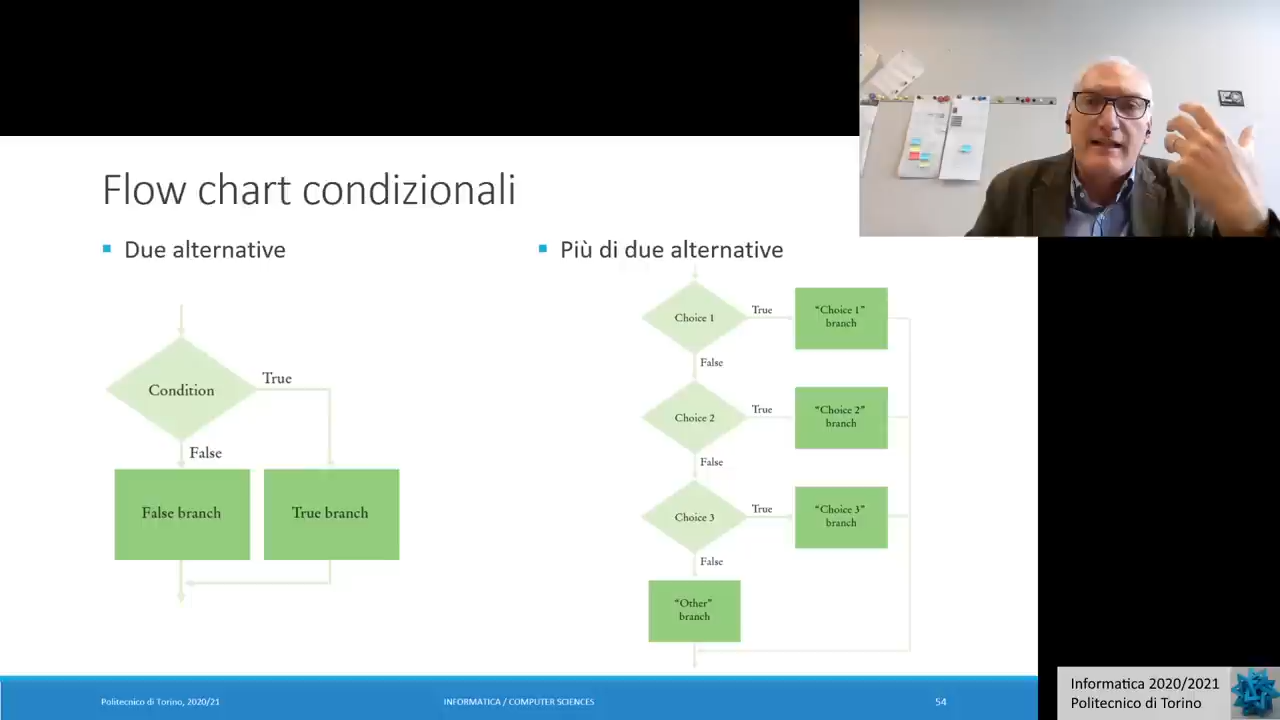 Flow chart condizionali
Due alternative
Condition
True
False
False branch
True branch
Più di due alternative
Choice 1
True
"Choice 1"
branch
False
Choice 2
True
"Choice 2"
branch
False
Choice 3
True
"Choice 3"
branch
False
"Other"
branch
Politecnico di Torino, 2020/21
INFORMATICA / COMPUTER SCIENCES
54
Informatica 2020/2021
Politecnico di Torino